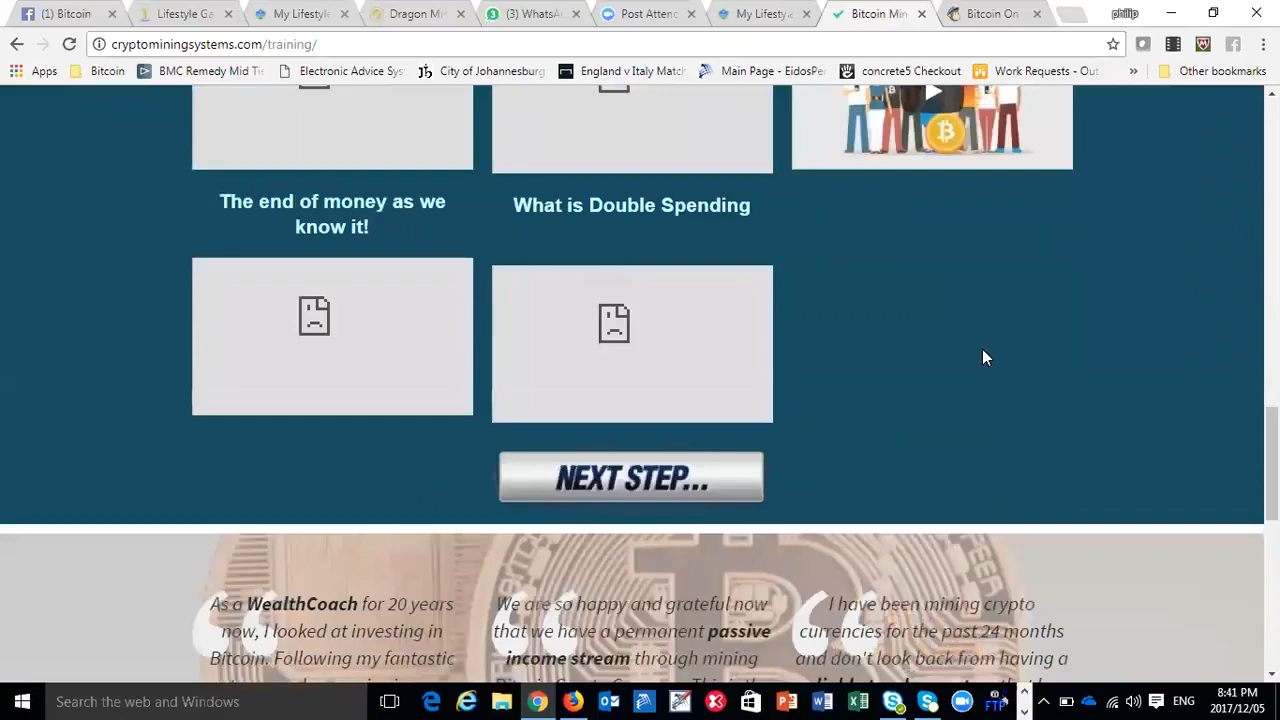 (1) Bitcoin
Lifestyle Ga
My Lifestyle
Dragon Mi
(3) WhatsA
Post Attend
My Lifesty
Bitcoin Min
Bitcoin On
philip
cryptominingsystems.com/training/
Apps
Bitcoin
BMC Remedy Mid Ti
Electronic Advice Sys
City of Johannesburg
England v Italy Match
Main Page - EidosPe
concrete5 Checkout
Work Requests - Out
»
Other bookmarks
The end of money as we
know it!
What is Double Spending
NEXT STEP...
As a WealthCoach for 20 years
now, I looked at investing in
Bitcoin. Following my fantastic
We are so happy and grateful now
that we have a permanent passive
income stream through mining
I have been mining crypto
currencies for the past 24 months
and don't look back from having a
Search the web and Windows
FTP
ENG
8:41 PM
2017/12/05